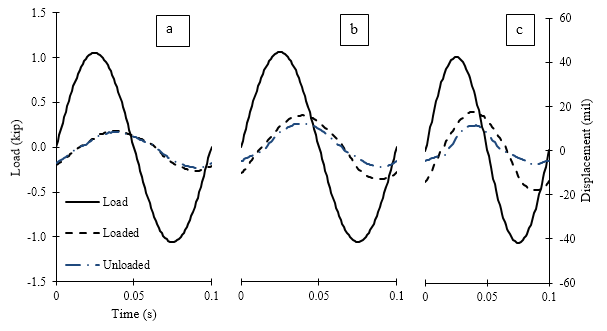 a b c
1.5 60
1.0 40
0.5 20
0.0 0
-0.5 -20
-1.0 -40
-1.5 -60
Load (kip)
Displacement (mil)
Load
Loaded
Unloaded
0 0.05 0.1 0 0.05 0.1 0 0.05 0.1
Time (s)